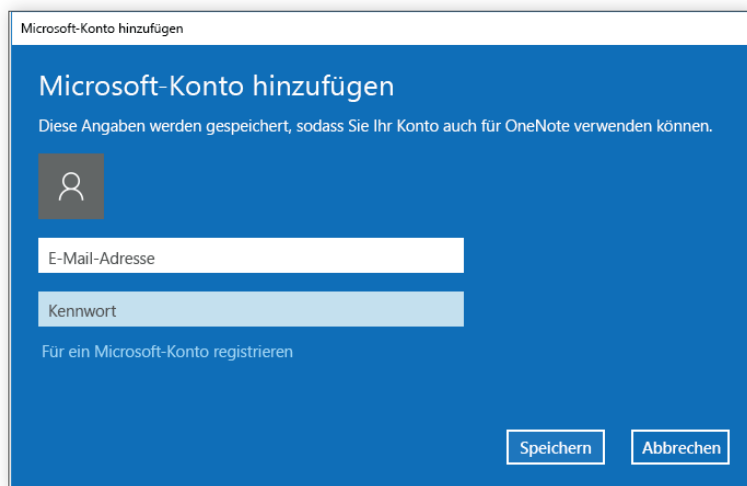 Microsoft-Konto hinzufügen
Microsoft-Konto hinzufügen
Diese Angaben werden gespeichert, sodass Sie Ihr Konto auch für OneNote verwenden können.
E-Mail-Adresse
Kennwort
Für ein Microsoft-Konto registrieren
Speichern Abbrechen